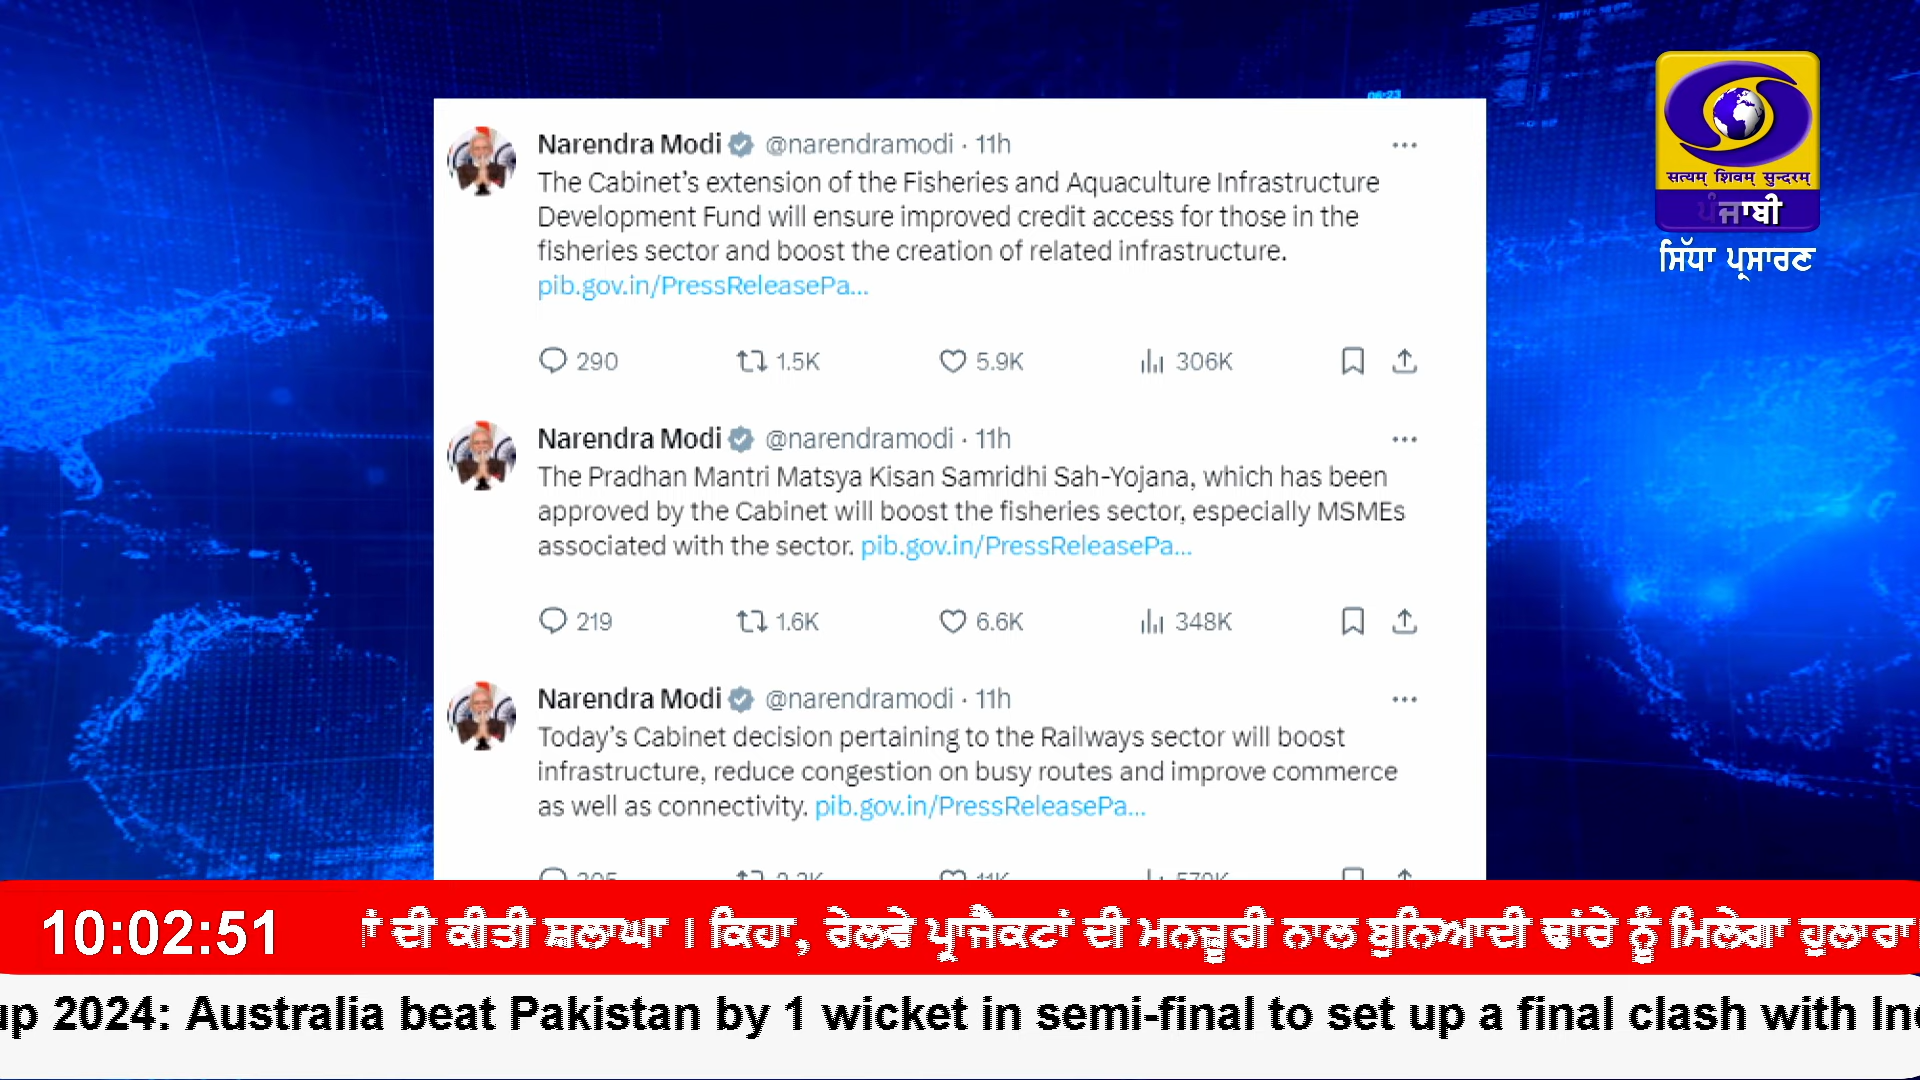 Narendra Modi @narendramodi · 11h
The Cabinet's extension of the Fisheries and Aquaculture Infrastructure
Development Fund will ensure improved credit access for those in the
fisheries sector and boost the creation of related infrastructure.
pib.gov.in/PressReleasePa...
290 1.5K 5.9K 306K
Narendra Modi @narendramodi · 11h
The Pradhan Mantri Matsya Kisan Samridhi Sah-Yojana, which has been
approved by the Cabinet will boost the fisheries sector, especially MSMEs
associated with the sector. pib.gov.in/PressReleasePa...
219 1.6K 6.6K 348K
Narendra Modi @narendramodi · 11h
Today's Cabinet decision pertaining to the Railways sector will boost
infrastructure, reduce congestion on busy routes and improve commerce
as well as connectivity. pib.gov.in/PressReleasePa...
सत्यम् शिवम् सुन्दरम्
ਪੰਜਾਬੀ
ਸਿੱਧਾ ਪ੍ਰਸਾਰਣ
10:02:51 ਦੀ ਕੀਤੀ ਸ਼ਲਾਘਾ । ਕਿਹਾ, ਰੇਲਵੇ ਪ੍ਰਾਜੈਕਟਾਂ ਦੀ ਮਨਜ਼ੂਰੀ ਨਾਲ ਬੁਨਿਆਦੀ ਢਾਂਚੇ ਨੂੰ ਮਿਲੇਗਾ ਹੁਲਾਰਾ
up 2024: Australia beat Pakistan by 1 wicket in semi-final to set up a final clash with